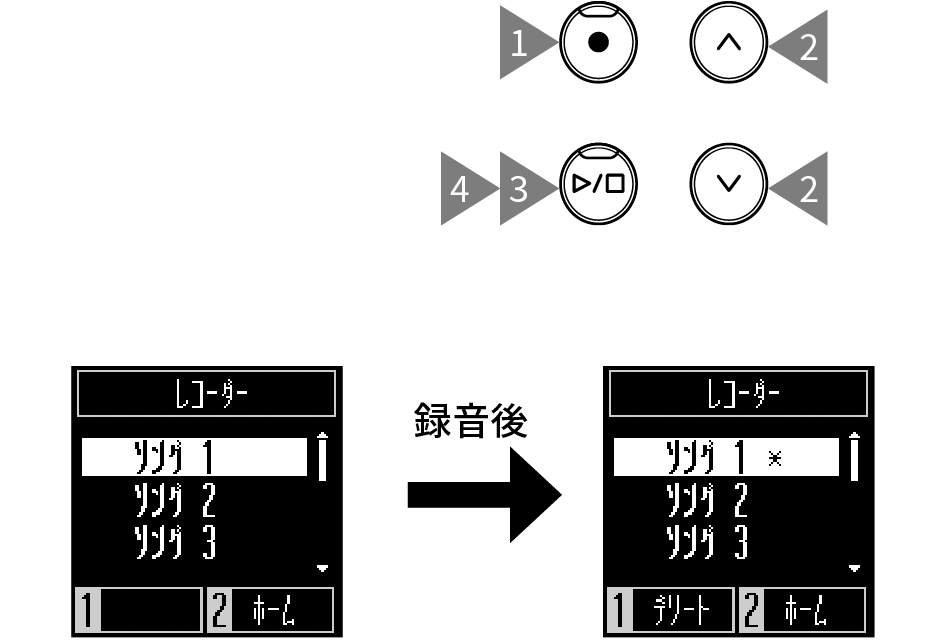 1 2
4 3 2
レコーダー
ソング 1
ソング 2
ソング 3
1 2 ホーム
録音後
レコーダー
ソング 1 *
ソング 2
ソング 3
1 デリート 2 ホーム